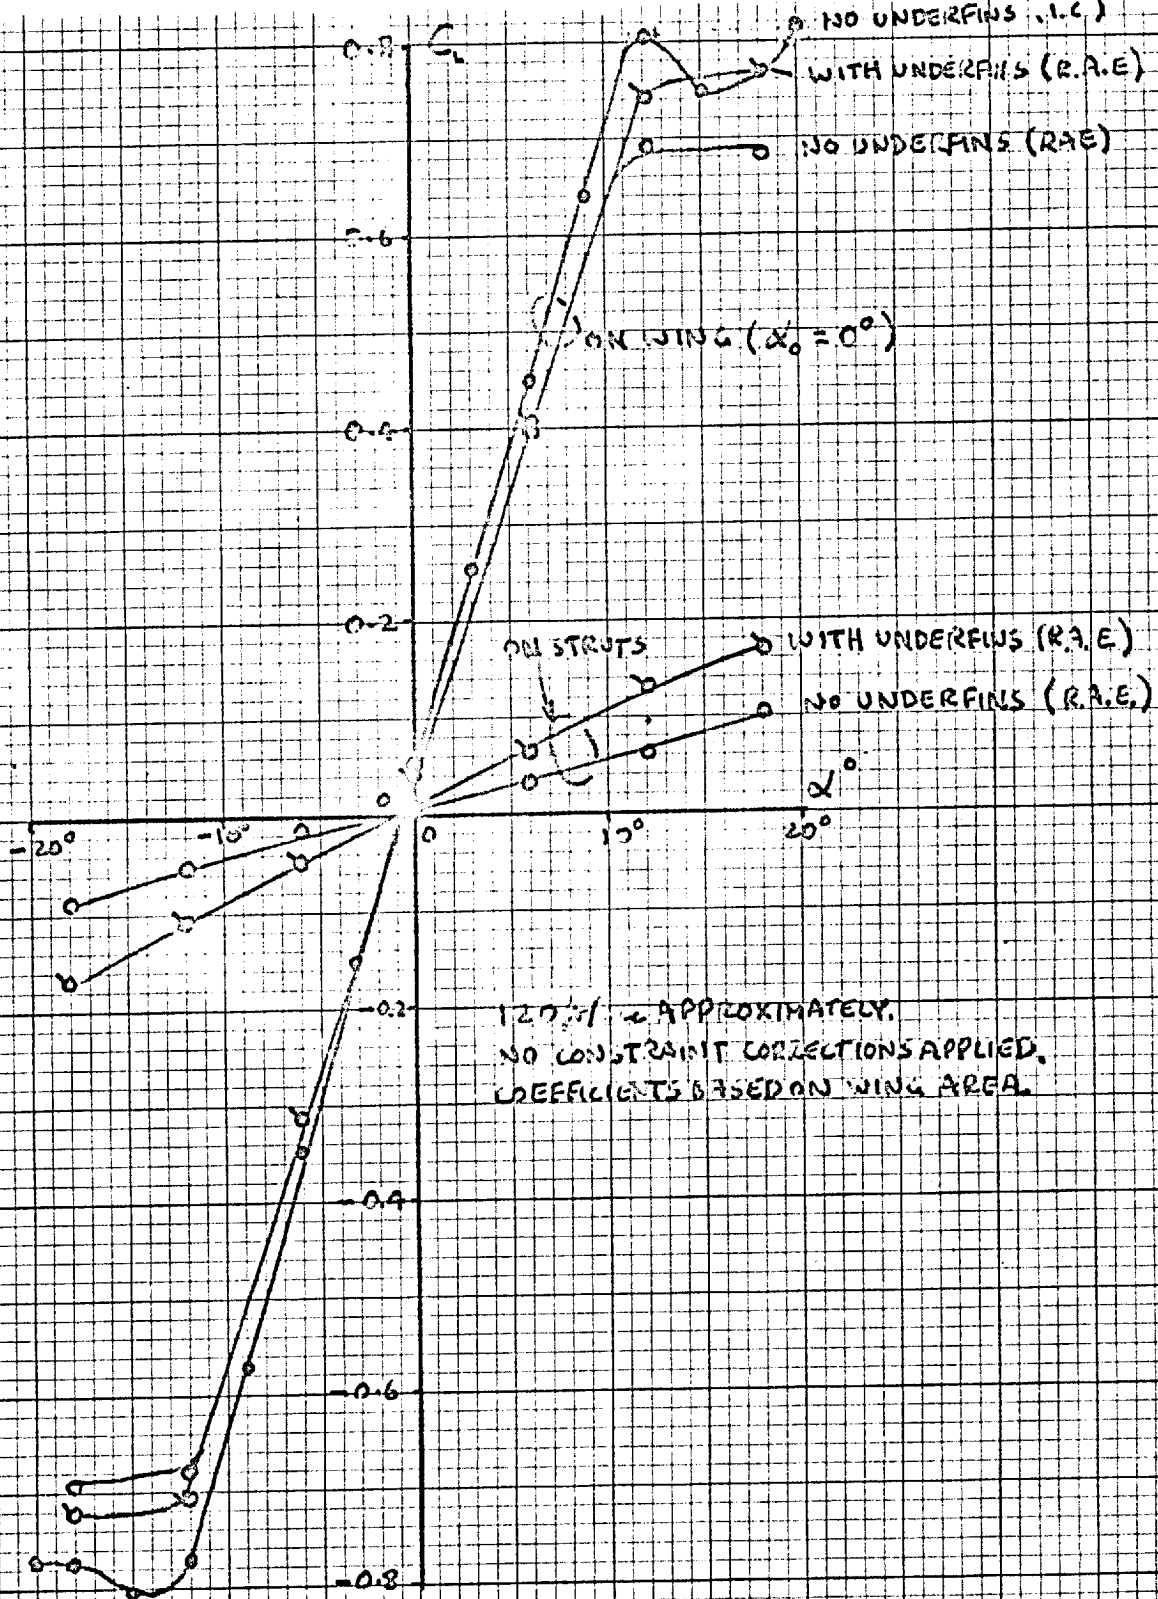 NO UNDERFINS
0.8 C_L
WITH UNDERFINS (R.A.E)
NO UNDERFINS (RAE)
0.6
ON WING (α₀ = 0°)
0.4
0.2
ON STRUTS
WITH UNDERFINS (R.A.E)
NO UNDERFINS (R.A.E.)
α°
-20°
-10°
0
10°
20°
-0.2
APPROXIMATELY.
NO CONSTRAINT CORRECTIONS APPLIED.
COEFFICIENTS BASED ON WING AREA.
-0.4
-0.6
-0.8